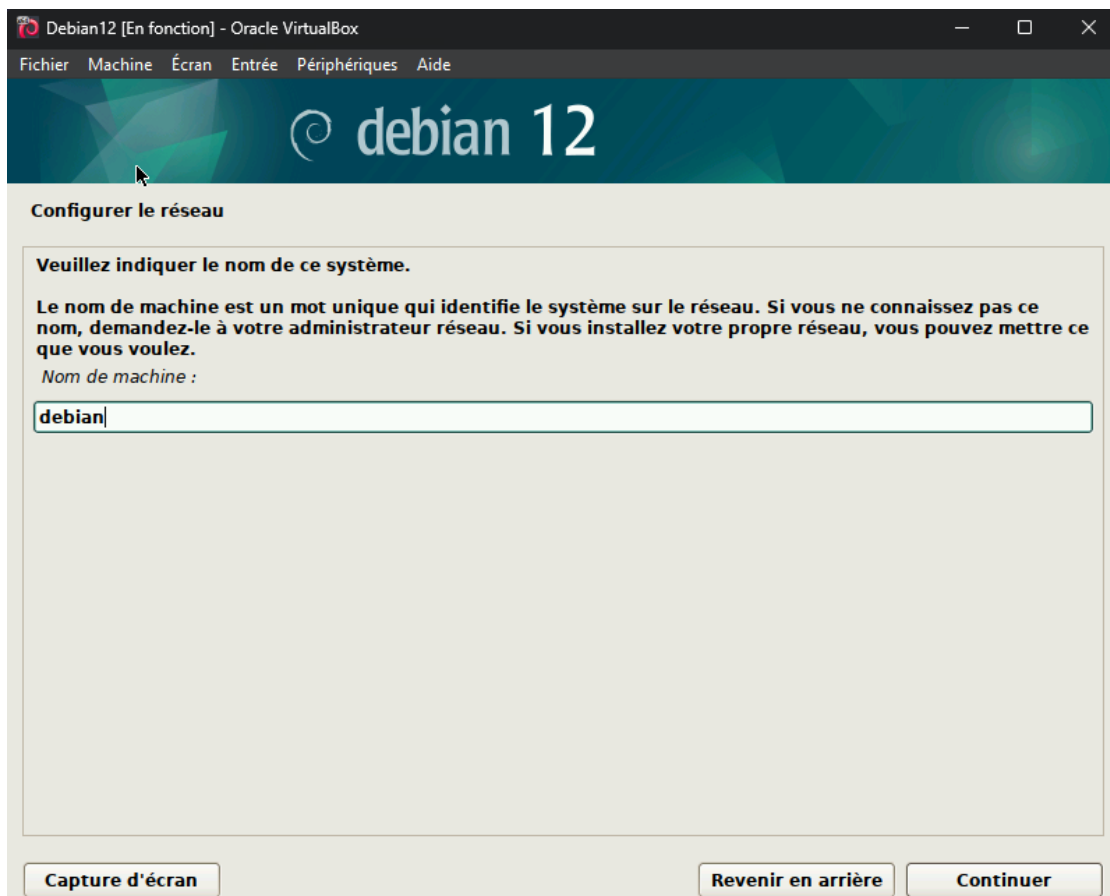 Debian12 [En fonction] - Oracle VirtualBox
Fichier Machine Écran Entrée Périphériques Aide
debian 12
Configurer le réseau
Veuillez indiquer le nom de ce système.
Le nom de machine est un mot unique qui identifie le système sur le réseau. Si vous ne connaissez pas ce
nom, demandez-le à votre administrateur réseau. Si vous installez votre propre réseau, vous pouvez mettre ce
que vous voulez.
Nom de machine :
debian
Capture d'écran Revenir en arrière Continuer